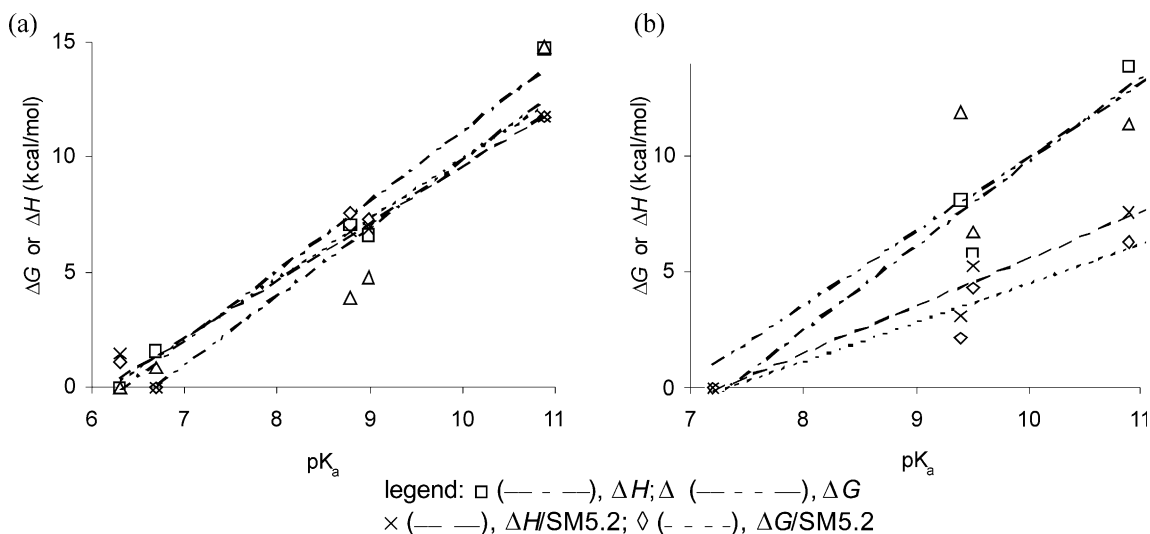 (a)
(b)
15
10
5
0
ΔG or ΔH (kcal/mol)
6 7 8 9 10 11
pKa
15
10
5
0
ΔG or ΔH (kcal/mol)
7 8 9 10 11
pKa
legend: □ (— - —), ΔH; Δ (— - - —), ΔG
× (— —), ΔH/SM5.2; ◊ (- - - -), ΔG/SM5.2